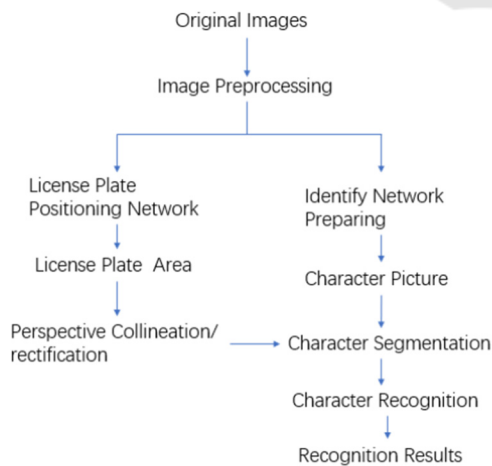 Original Images
Image Preprocessing
License Plate
Positioning Network
License Plate Area
Perspective Collineation/
rectification
Identify Network
Preparing
Character Picture
Character Segmentation
Character Recognition
Recognition Results